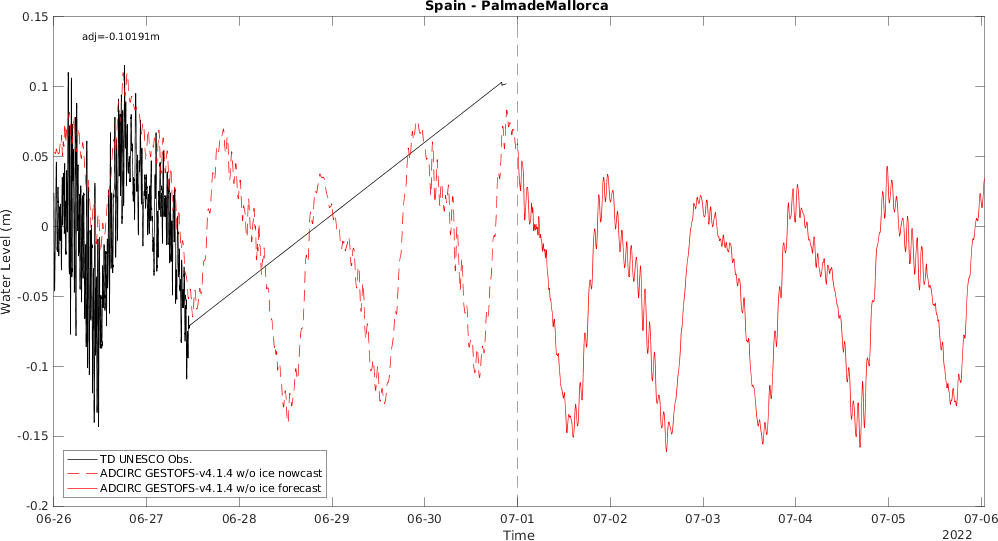 Spain - PalmadeMallorca
0.15
adj=-0.10191m
0.1
0.05
0
-0.05
-0.1
-0.15
-0.2
Water Level (m)
TD UNESCO Obs.
ADCIRC GESTOFS-v4.1.4 w/o ice nowcast
ADCIRC GESTOFS-v4.1.4 w/o ice forecast
06-26 06-27 06-28 06-29 06-30 07-01 07-02 07-03 07-04 07-05 07-06
Time
2022